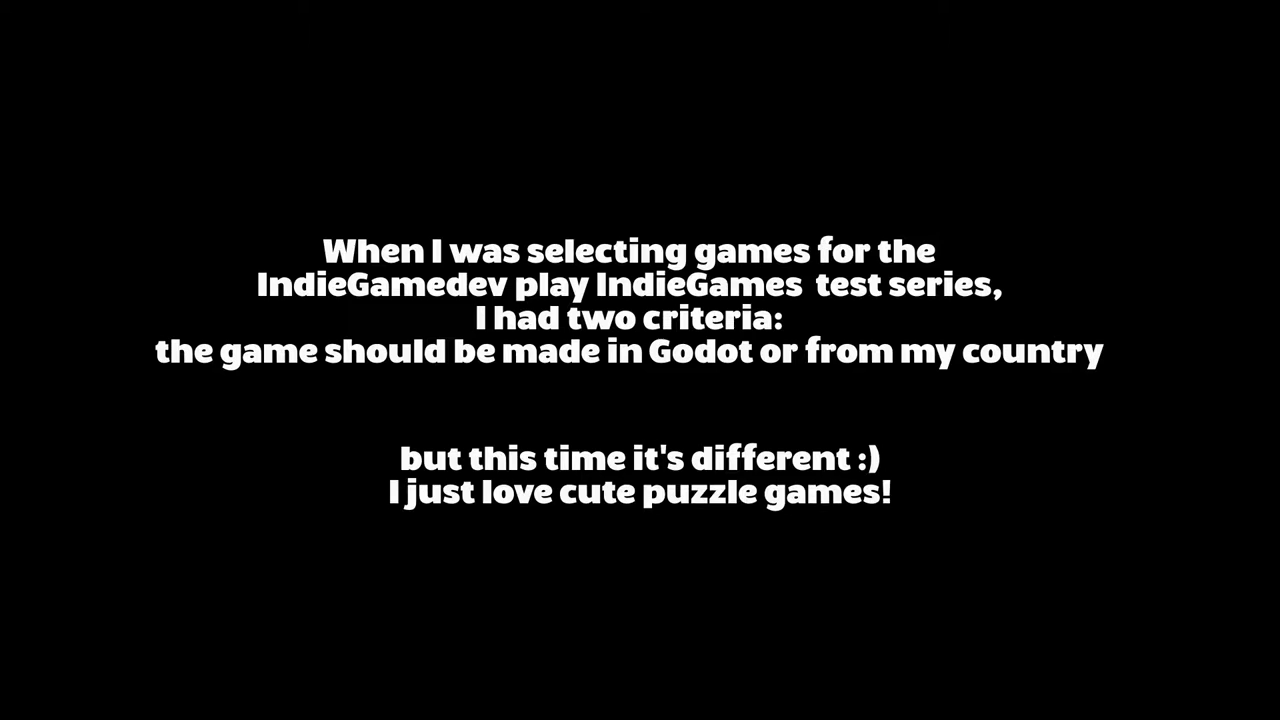 When I was selecting games for the
IndieGamedev play IndieGames  test series,
I had two criteria:
the game should be made in Godot or from my country
but this time it's different :)
I just love cute puzzle games!